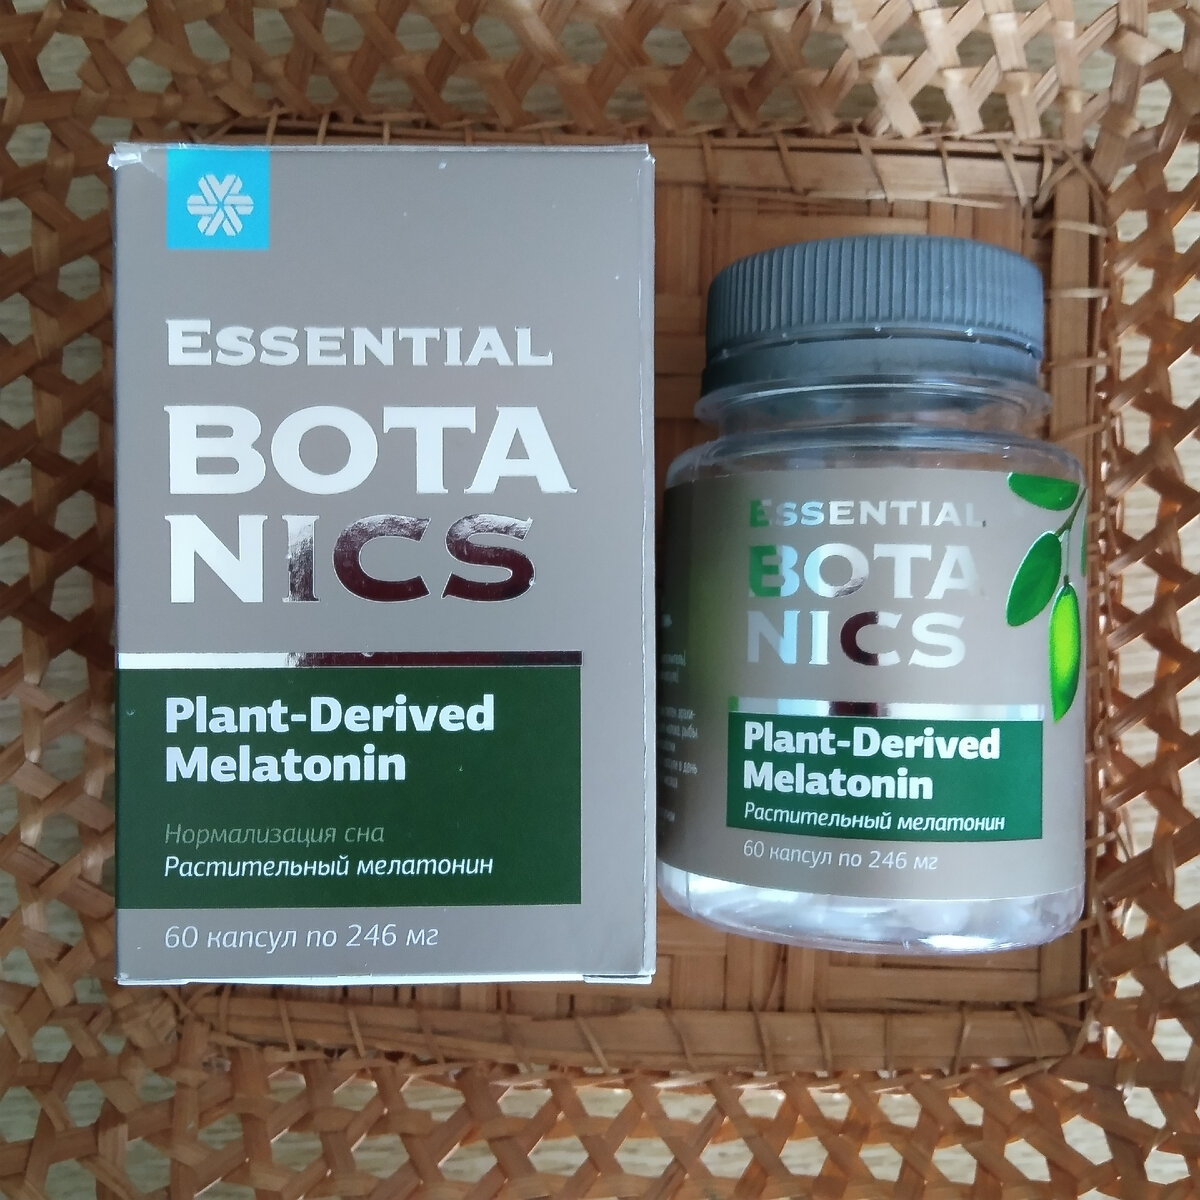 ESSENTIAL
BOTA
NICS
Plant-Derived
Melatonin
Нормализация сна
Растительный мелатонин
60 капсул по 246 мг
ESSENTIAL
BOTA
NICS
Plant-Derived
Melatonin
Растительный мелатонин
60 капсул по 246 мг